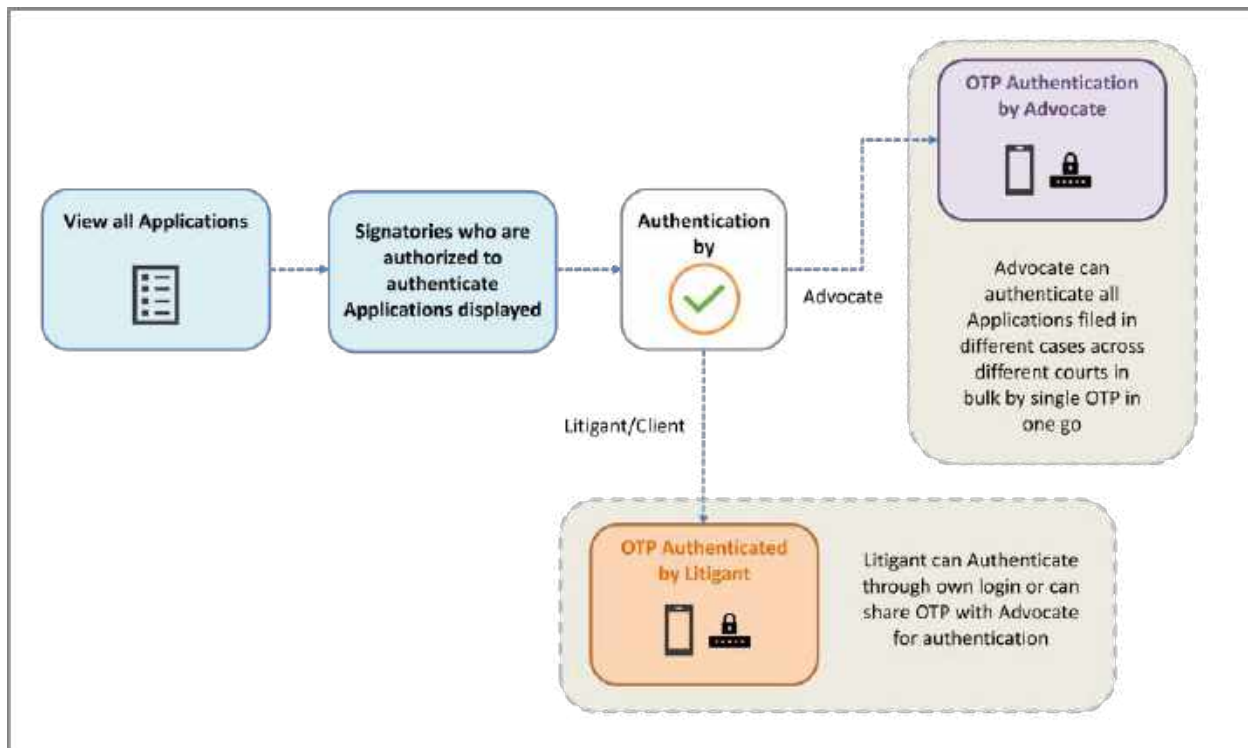 View all Applications
Signatories who are
authorized to
authenticate
Applications displayed
Authentication
by
Advocate
OTP Authentication
by Advocate
Advocate can
authenticate all
Applications filed in
different cases across
different courts in
bulk by single OTP in
one go
Litigant/Client
OTP Authenticated
by Litigant
Litigant can Authenticate
through own login or can
share OTP with Advocate
for authentication